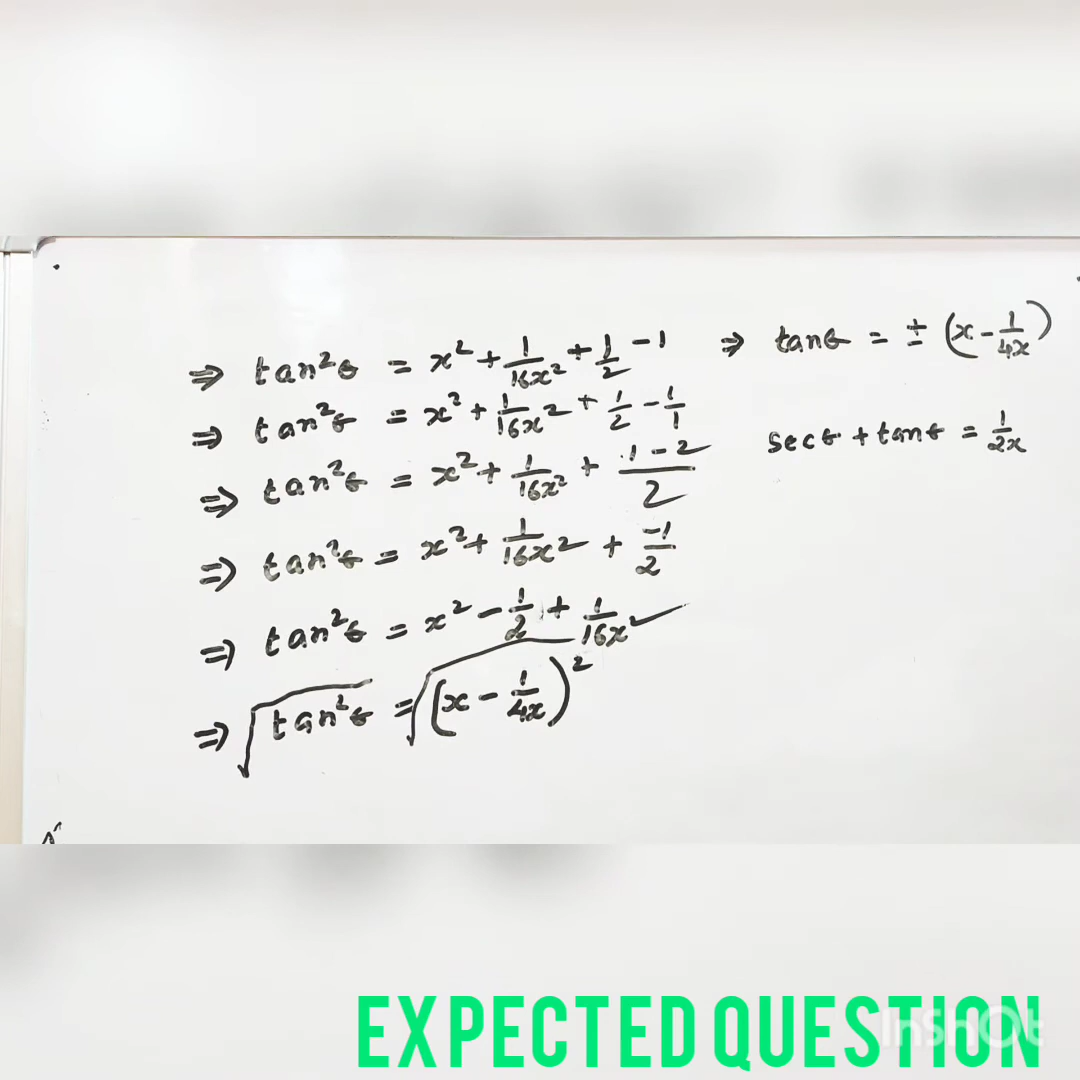 ⇒ tan²θ = x² + 1/16x² + 1/2 - 1
⇒ tan²θ = x² + 1/16x² + 1/2 - 1/1
⇒ tan²θ = x² + 1/16x² + 1-2/2
⇒ tan²θ = x² + 1/16x² + -1/2
⇒ tan²θ = x² - 1/2 + 1/16x²
⇒ √tan²θ = √(x - 1/4x)²
⇒ tanθ = ± (x - 1/4x)
secθ + tanθ = 1/2x
EXPECTED QUESTION
InShOt